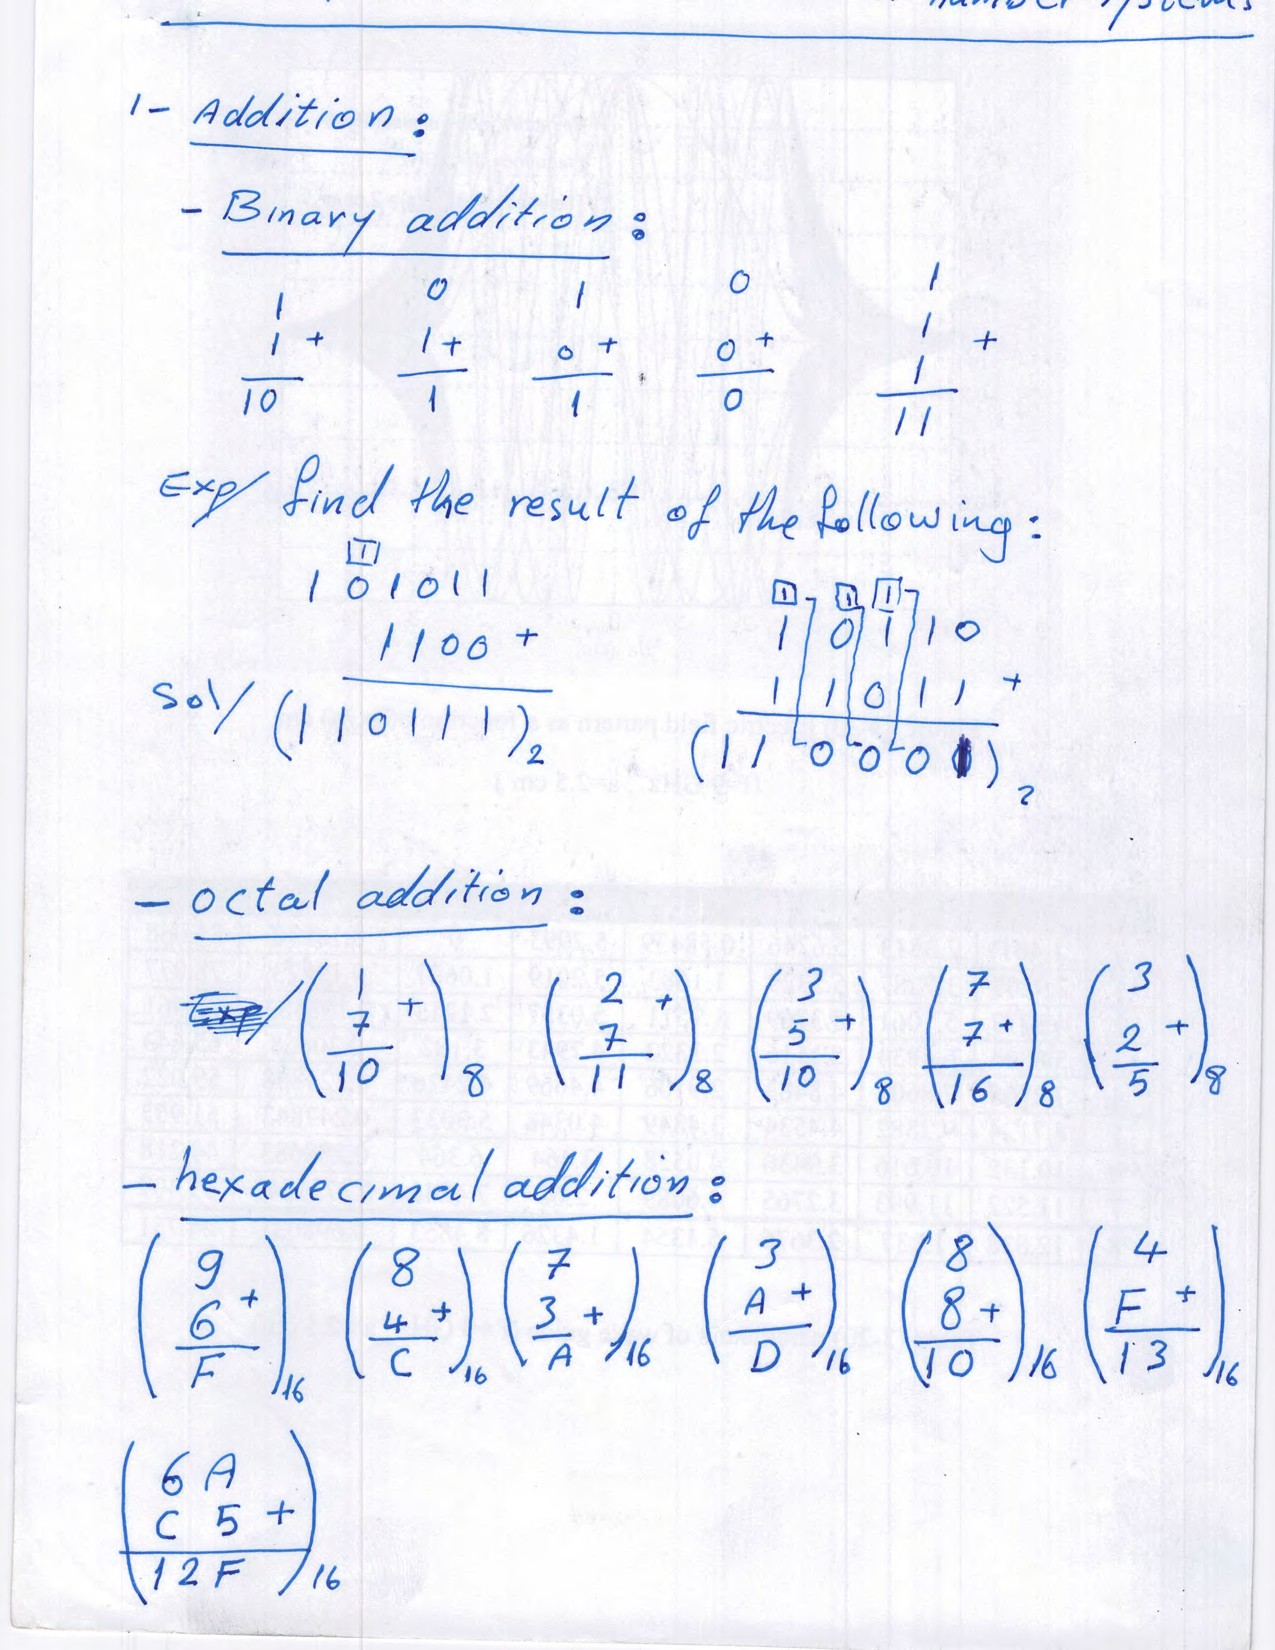 number systems
1- Addition:
- Binary addition:
1 0 1 0 1
1 + 1 + 0 + 0 + 1 +
1
10 1 1 0 11
Exp/ find the result of the following:
1 1 1 1
101011 10110
1100 + 11011 +
Sol/ (110111)2 (110001)2
- octal addition:
1 + 2 + 3 7 3
7 7 5 + 7 + 2 +
(10)8 (11)8 (10)8 (16)8 (5)8
- hexadecimal addition:
9 8 7 3 8 4
6 + 4 + 3 + A + 8 + F +
(F)16 (C)16 (A)16 (D)16 (10)16 (13)16
6 A
C 5 +
(12F)16